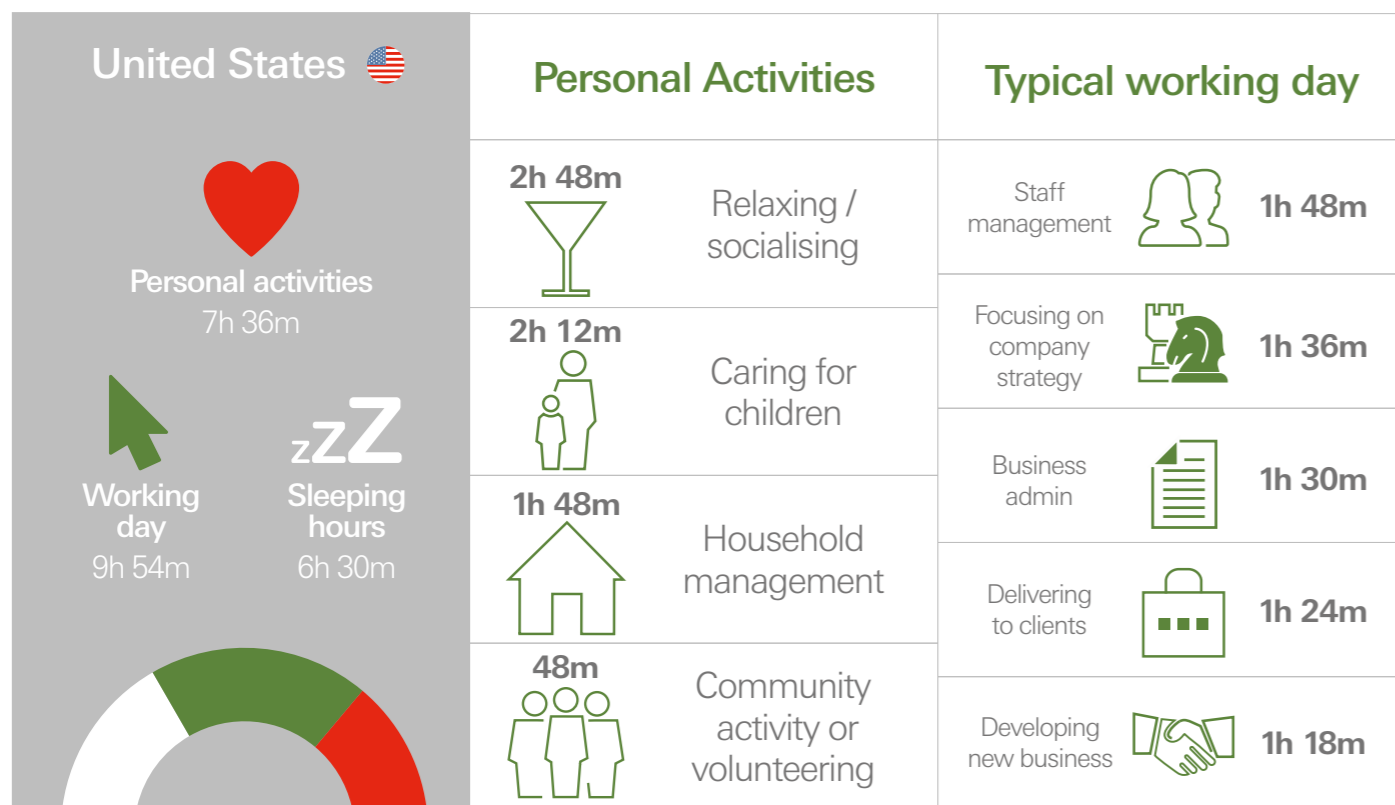 United States
Personal activities
7h 36m
zzZ
Working
day
9h 54m
Sleeping
hours
6h 30m
Personal Activities
2h 48m
Relaxing /
socialising
2h 12m
Caring for
children
1h 48m
Household
management
48m
Community
activity or
volunteering
Typical working day
Staff
management
1h 48m
Focusing on
company
strategy
1h 36m
Business
admin
1h 30m
Delivering
to clients
1h 24m
Developing
new business
1h 18m